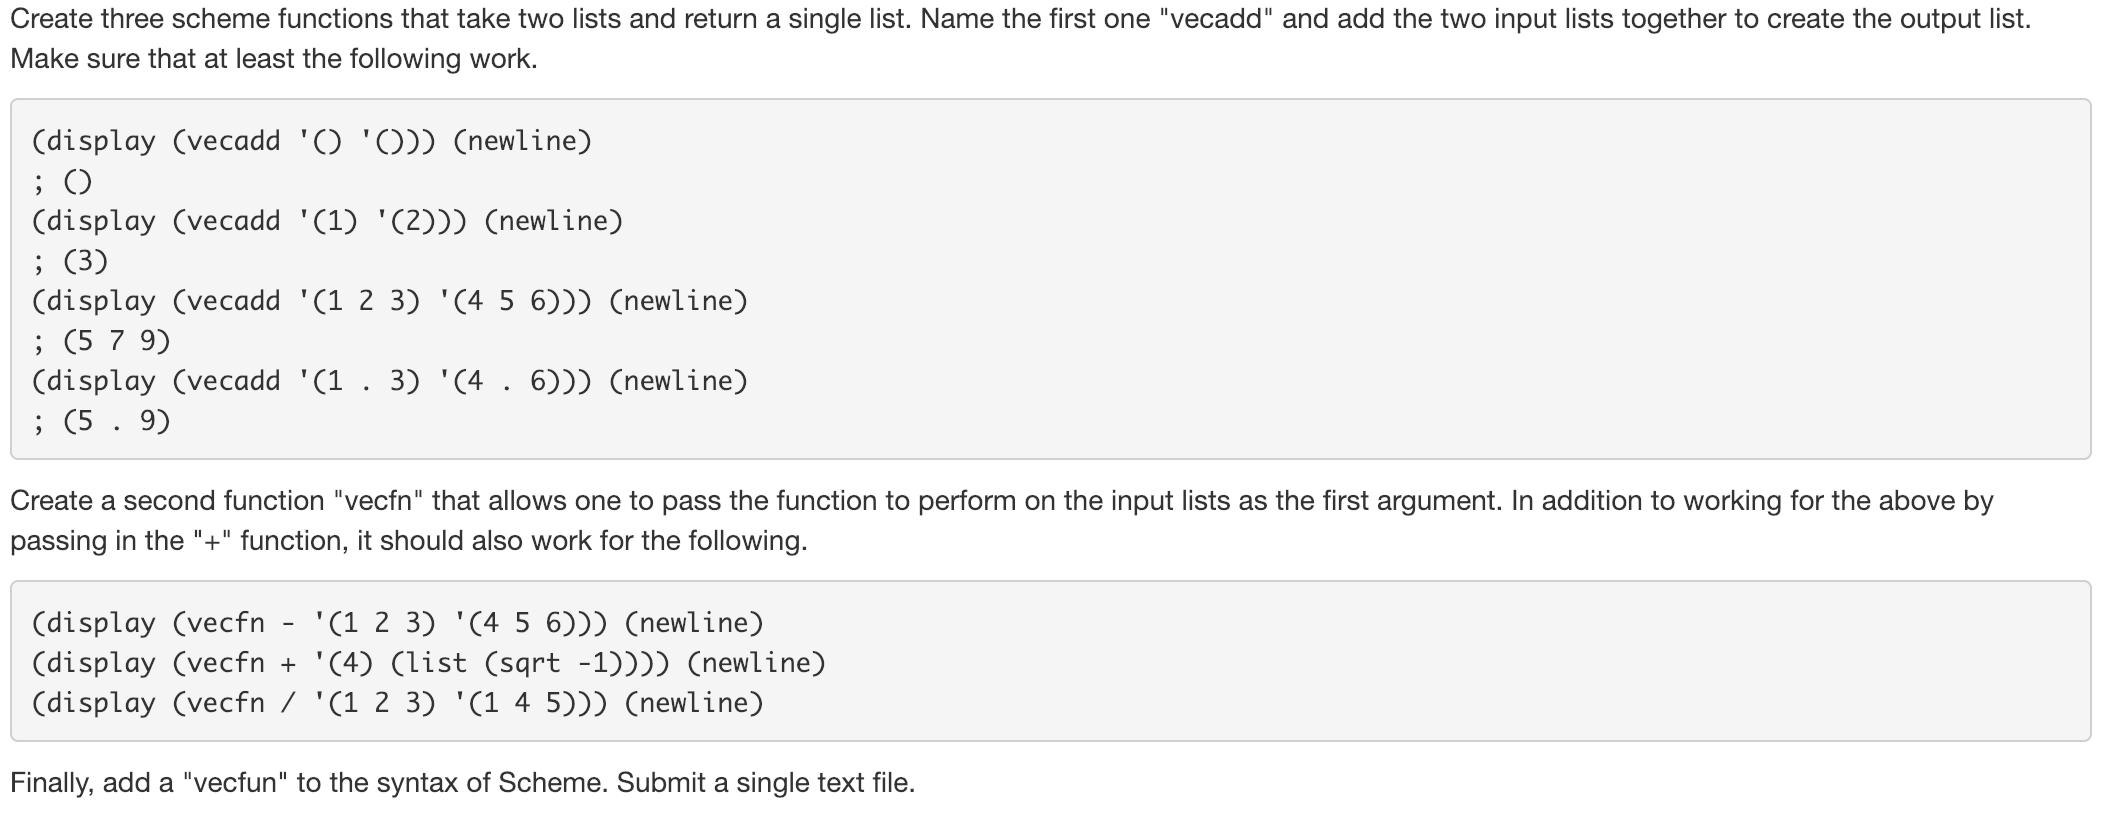 Create three scheme functions that take two lists and return a single list. Name the first one "vecadd" and add the two input lists together to create the output list.
Make sure that at least the following work.
(display (vecadd '() '())) (newline)
; ()
(display (vecadd '(1) '(2))) (newline)
; (3)
(display (vecadd '(1 2 3) '(4 5 6))) (newline)
; (5 7 9)
(display (vecadd '(1 . 3) '(4 . 6))) (newline)
; (5 . 9)
Create a second function "vecfn" that allows one to pass the function to perform on the input lists as the first argument. In addition to working for the above by
passing in the "+" function, it should also work for the following.
(display (vecfn - '(1 2 3) '(4 5 6))) (newline)
(display (vecfn + '(4) (list (sqrt -1)))) (newline)
(display (vecfn / '(1 2 3) '(1 4 5))) (newline)
Finally, add a "vecfun" to the syntax of Scheme. Submit a single text file.